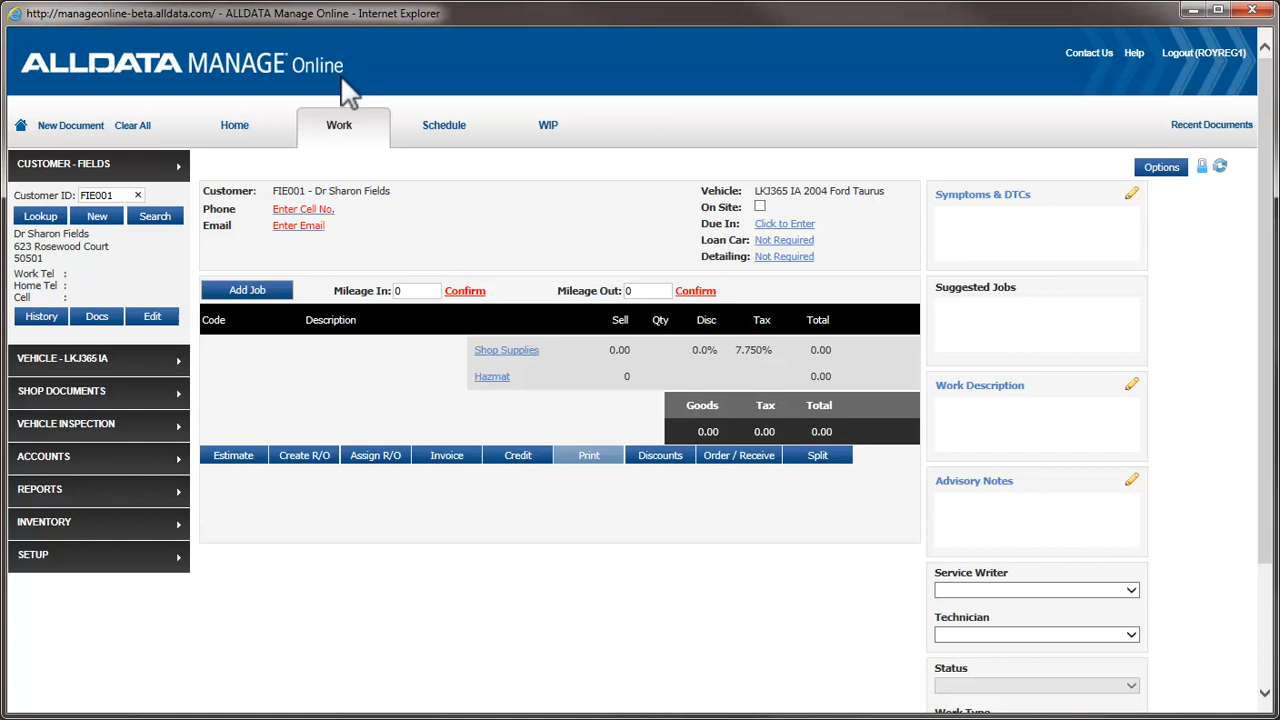 http://manageonline-beta.alldata.com/ - ALLDATA Manage Online - Internet Explorer
ALLDATA MANAGE Online
Contact Us Help Logout (ROYREG1)
New Document Clear All Home Work Schedule WIP Recent Documents
CUSTOMER - FIELDS
Customer ID: FIE001 ×
Lookup New Search
Dr Sharon Fields
623 Rosewood Court
50501
Work Tel :
Home Tel :
Cell :
History Docs Edit
VEHICLE - LKJ365 IA
SHOP DOCUMENTS
VEHICLE INSPECTION
ACCOUNTS
REPORTS
INVENTORY
SETUP
Options
Customer: FIE001 - Dr Sharon Fields
Phone Enter Cell No.
Email Enter Email
Vehicle: LKJ365 IA 2004 Ford Taurus
On Site:
Due In: Click to Enter
Loan Car: Not Required
Detailing: Not Required
Add Job Mileage In: 0 Confirm Mileage Out: 0 Confirm
Code Description Sell Qty Disc Tax Total
Shop Supplies 0.00 0.0% 7.750% 0.00
Hazmat 0 0.00
Goods Tax Total
0.00 0.00 0.00
Estimate Create R/O Assign R/O Invoice Credit Print Discounts Order / Receive Split
Symptoms & DTCs
Suggested Jobs
Work Description
Advisory Notes
Service Writer
Technician
Status
Work Type